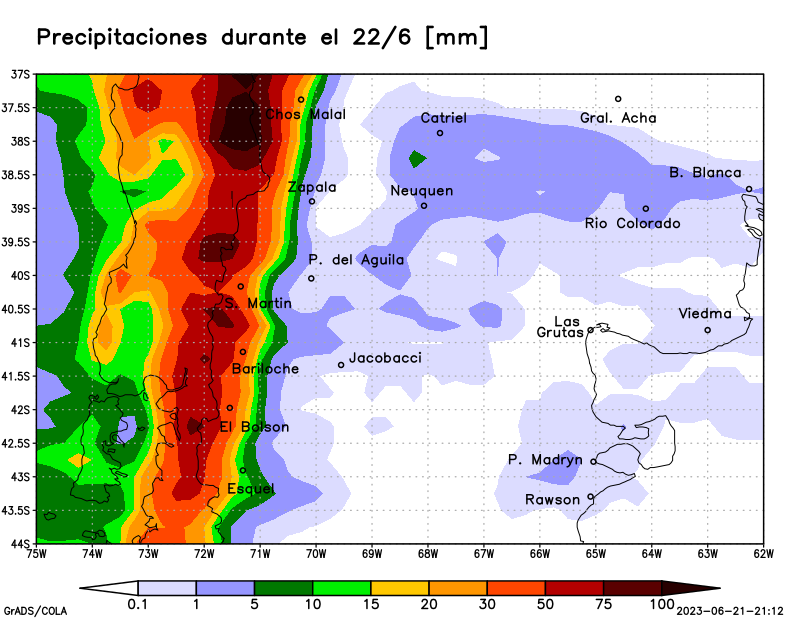 Precipitaciones durante el 22/6 [mm]
37S
37.5S
Chos Malal
Catriel
Gral. Acha
38S
38.5S
B. Blanca
Zapala
Neuquen
39S
Rio Colorado
39.5S
P. del Aguila
40S
S. Martin
40.5S
Viedma
Las
Grutas
41S
Jacobacci
Bariloche
41.5S
42S
El Bolson
42.5S
P. Madryn
43S
Esquel
Rawson
43.5S
44S
75W 74W 73W 72W 71W 70W 69W 68W 67W 66W 65W 64W 63W 62W
0.1 1 5 10 15 20 30 50 75 100
GrADS/COLA
2023-06-21-21:12